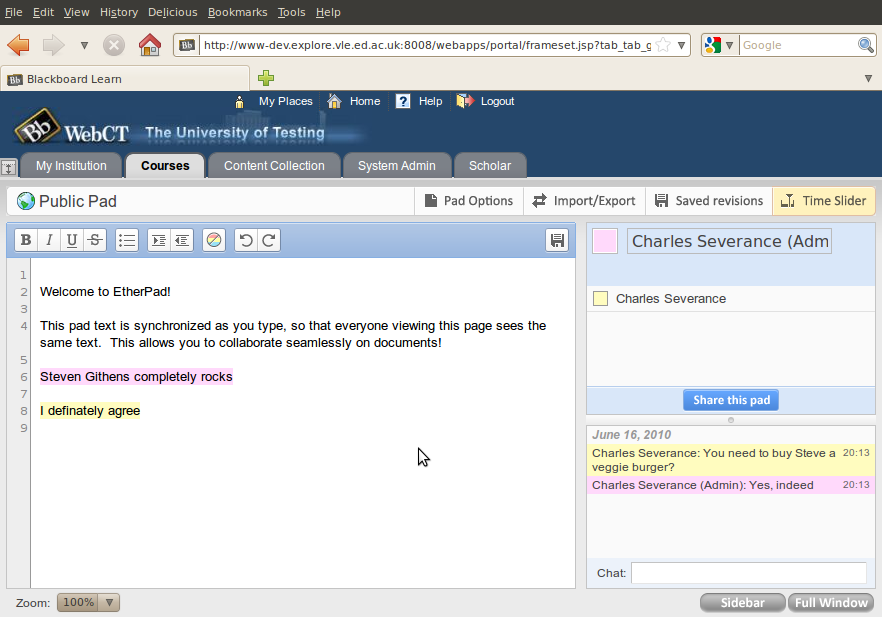 File Edit View History Delicious Bookmarks Tools Help
http://www-dev.explore.vle.ed.ac.uk:8008/webapps/portal/frameset.jsp?tab_tab_g
Google
Bb Blackboard Learn
My Places Home ? Help Logout
Bb WebCT The University of Testing
My Institution Courses Content Collection System Admin Scholar
Public Pad Pad Options Import/Export Saved revisions Time Slider
B I U S
Charles Severance (Adm
Charles Severance
1
2 Welcome to EtherPad!
3
4 This pad text is synchronized as you type, so that everyone viewing this page sees the
same text. This allows you to collaborate seamlessly on documents!
5
6 Steven Githens completely rocks
7
8 I definately agree
9
Share this pad
June 16, 2010
Charles Severance: You need to buy Steve a 20:13
veggie burger?
Charles Severance (Admin): Yes, indeed 20:13
Chat:
Zoom: 100% Sidebar Full Window